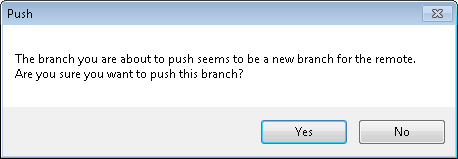 Push
The branch you are about to push seems to be a new branch for the remote.
Are you sure you want to push this branch?
Yes
No